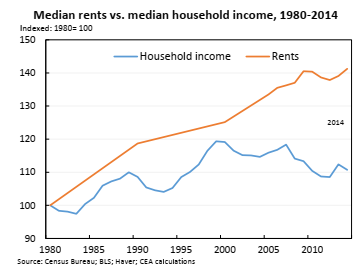 Median rents vs. median household income, 1980-2014
Indexed: 1980= 100
150
Household income Rents
140
130
2014
120
110
100
90
1980 1985 1990 1995 2000 2005 2010
Source: Census Bureau; BLS; Haver; CEA calculations